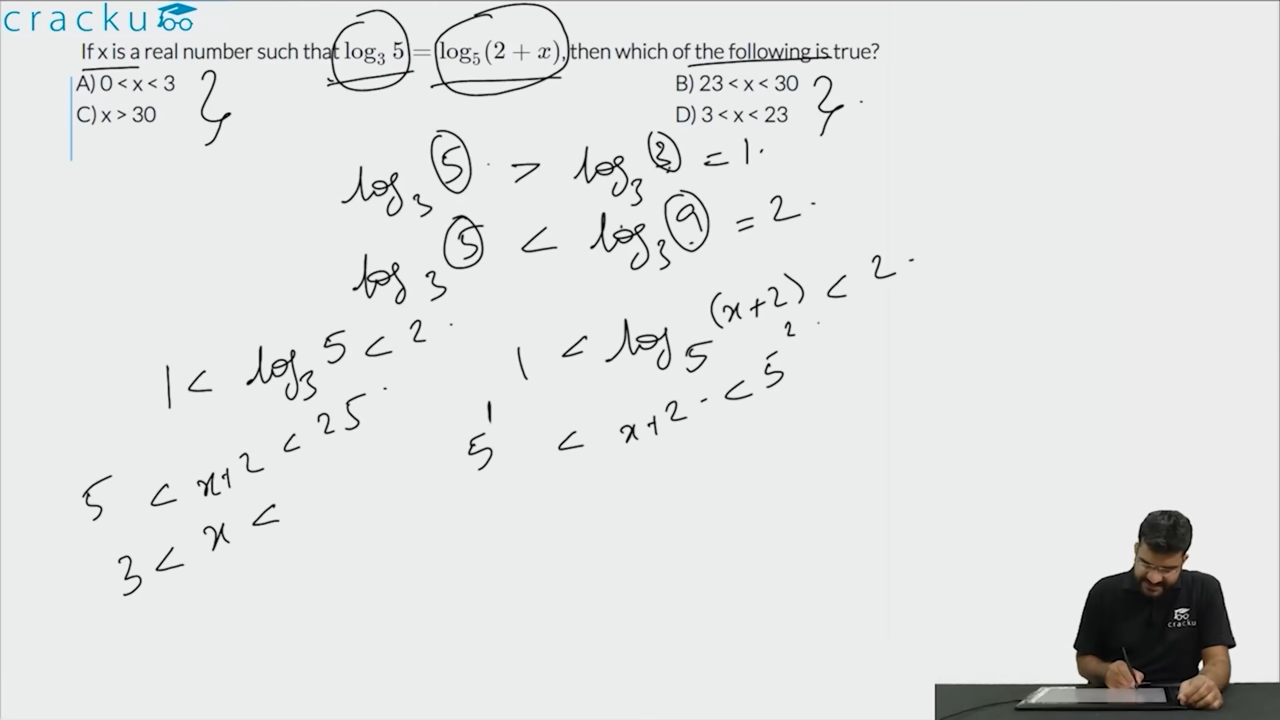 cracku
If x is a real number such that log₃ 5 = log₅ (2 + x), then which of the following is true?
A) 0 < x < 3
B) 23 < x < 30
C) x > 30
D) 3 < x < 23
log₃ 5 > log₃ 3 = 1.
log₃ 5 < log₃ 9 = 2.
1 < log₃ 5 < 2.
1 < log₅ (x+2) < 2.
5¹ < x+2 < 5².
5 < x+2 < 25.
3 < x <
cracku